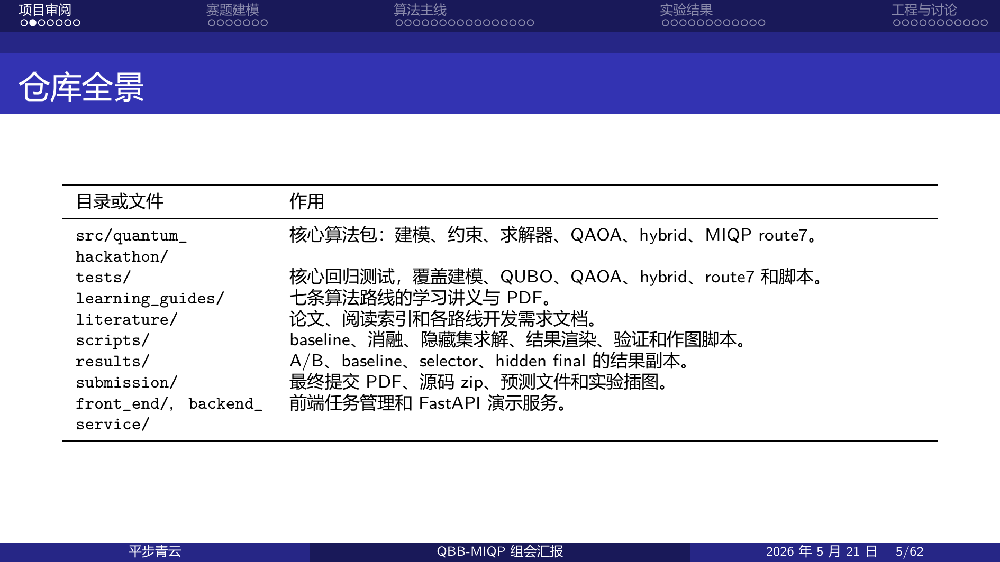 项目审阅 赛题建模 算法主线 实验结果 工程与讨论
仓库全景
目录或文件 作用
src/quantum_ 核心算法包：建模、约束、求解器、QAOA、hybrid、MIQP route7。
hackathon/
tests/ 核心回归测试，覆盖建模、QUBO、QAOA、hybrid、route7 和脚本。
learning_guides/ 七条算法路线的学习讲义与 PDF。
literature/ 论文、阅读索引和各路线开发需求文档。
scripts/ baseline、消融、隐藏集求解、结果渲染、验证和作图脚本。
results/ A/B、baseline、selector、hidden final 的结果副本。
submission/ 最终提交 PDF、源码 zip、预测文件和实验插图。
front_end/, backend_ 前端任务管理和 FastAPI 演示服务。
service/
平步青云 QBB-MIQP 组会汇报 2026 年 5 月 21 日 5/62